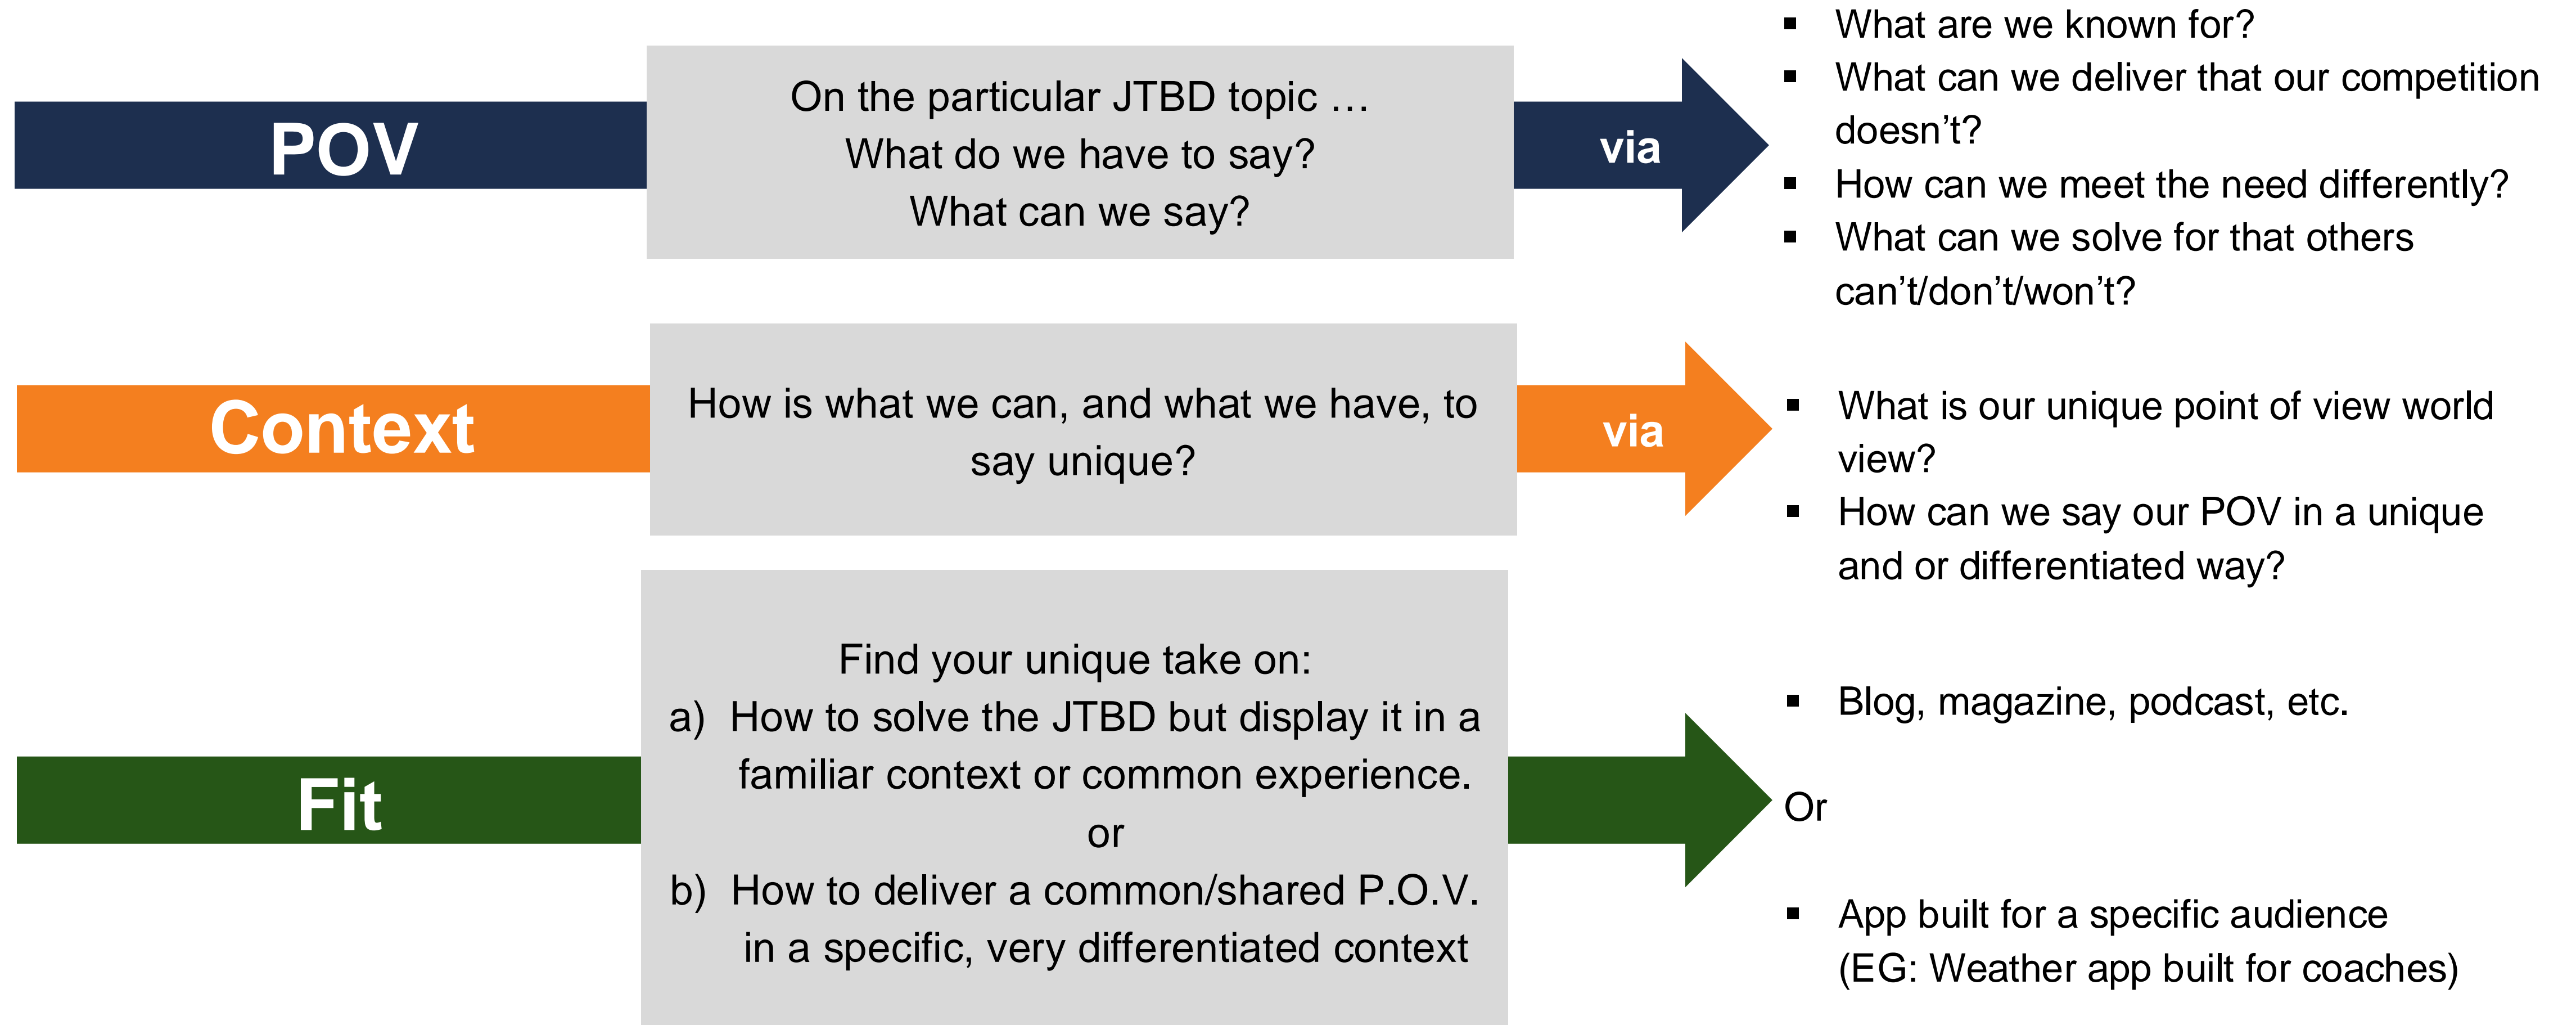 POV
On the particular JTBD topic …
What do we have to say?
What can we say?
via
▪ What are we known for?
▪ What can we deliver that our competition
doesn’t?
▪ How can we meet the need differently?
▪ What can we solve for that others
can’t/don’t/won’t?
Context
How is what we can, and what we have, to
say unique?
via
▪ What is our unique point of view world
view?
▪ How can we say our POV in a unique
and or differentiated way?
Fit
Find your unique take on:
a) How to solve the JTBD but display it in a
familiar context or common experience.
or
b) How to deliver a common/shared P.O.V.
in a specific, very differentiated context
▪ Blog, magazine, podcast, etc.
Or
▪ App built for a specific audience
(EG: Weather app built for coaches)